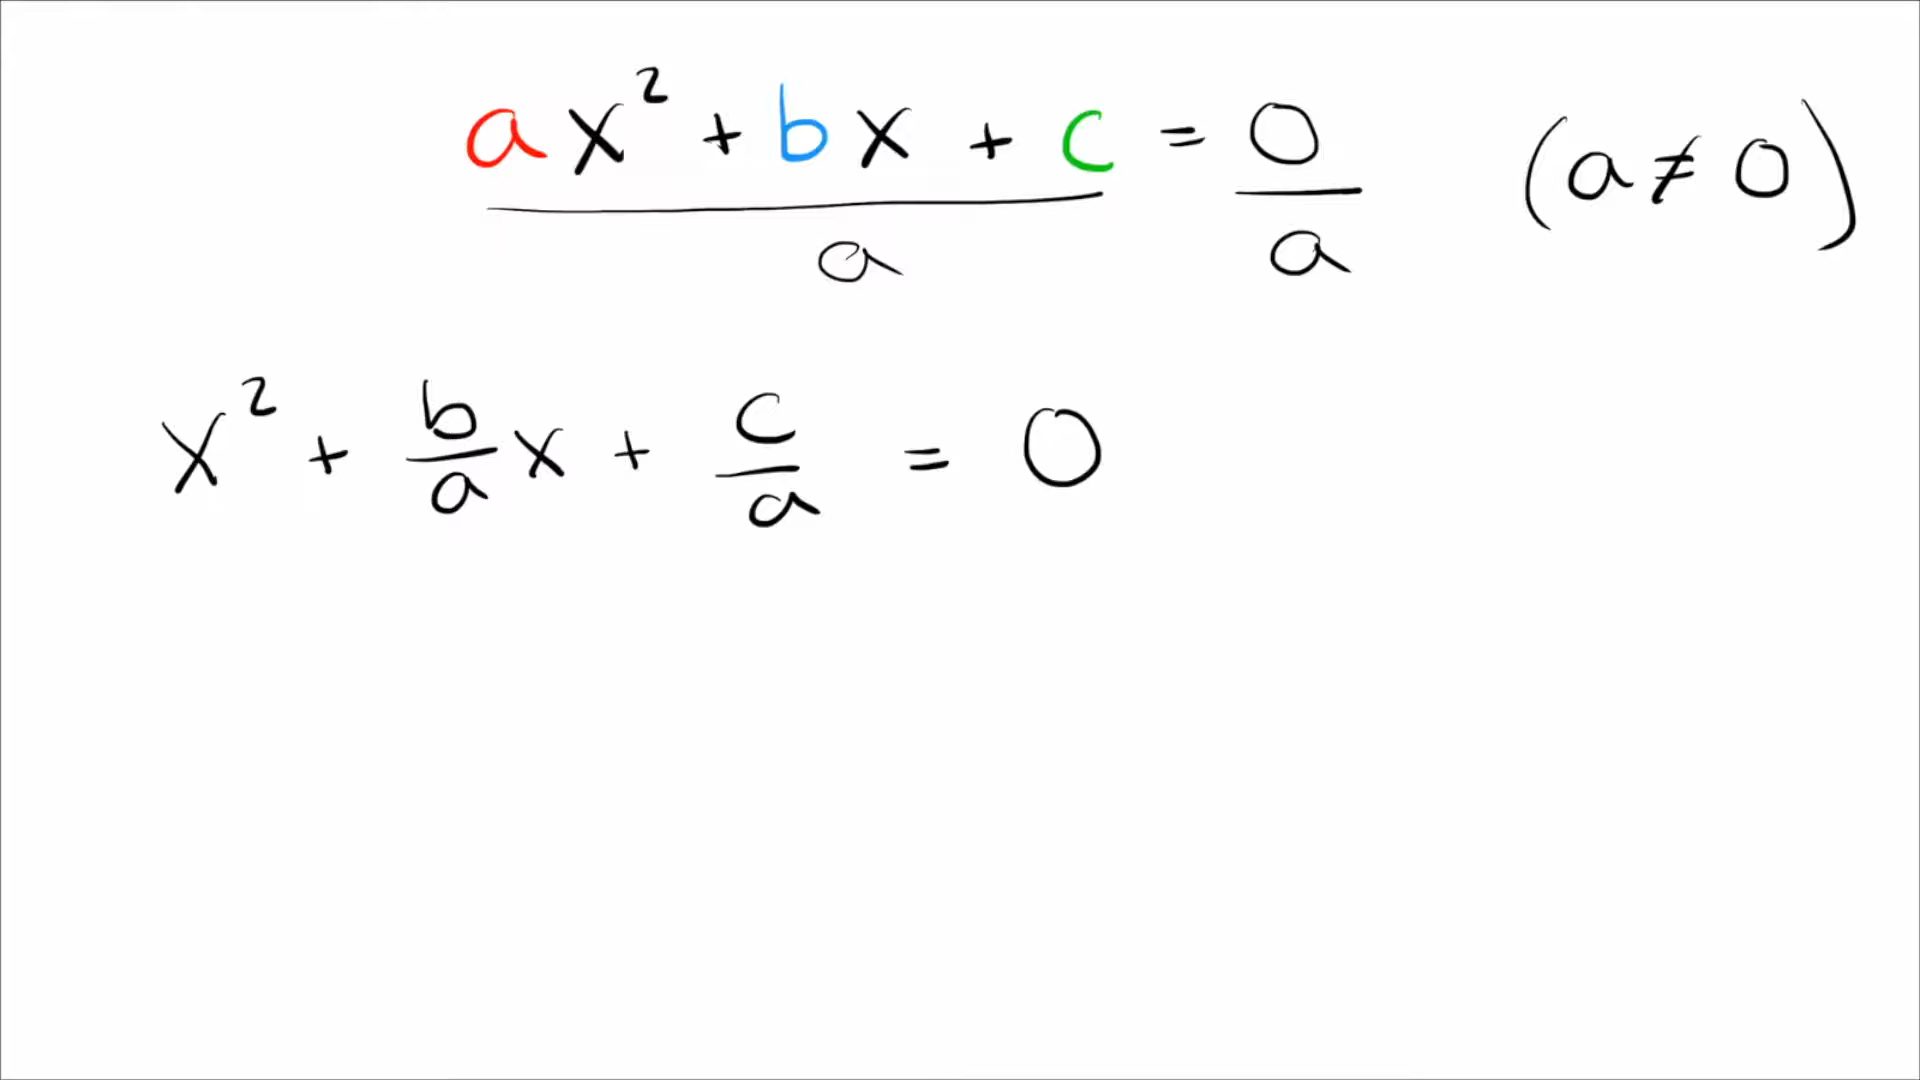 ax² + bx + c = 0 (a ≠ 0)
a a
x² + b/a x + c/a = 0